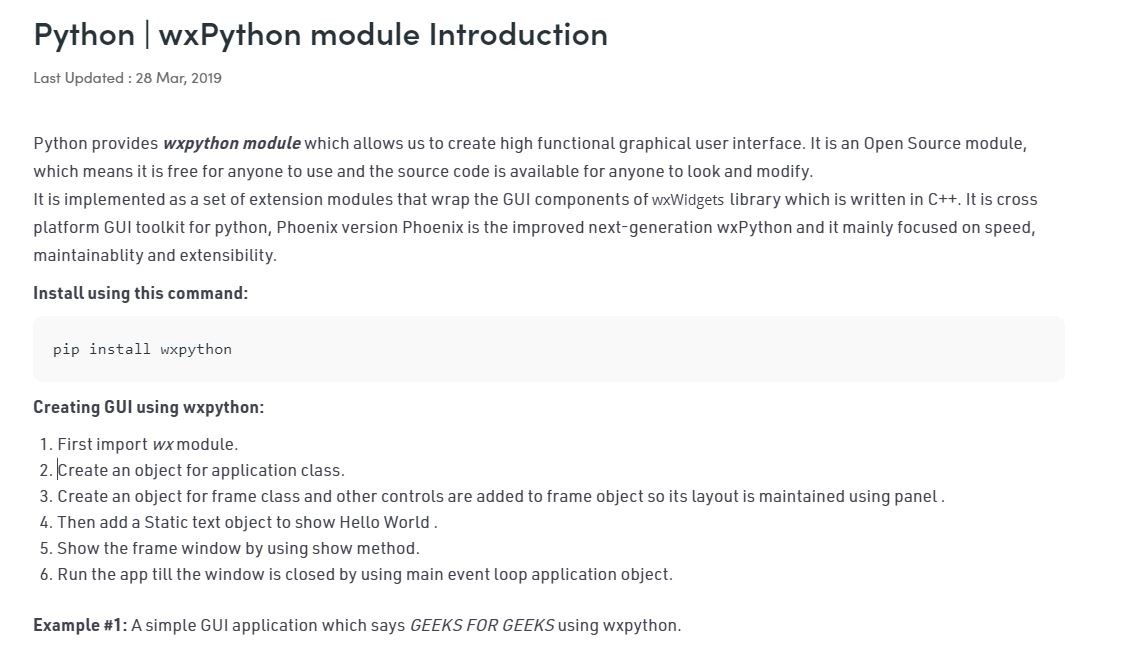 Python | wxPython module Introduction
Last Updated : 28 Mar, 2019
Python provides wxpython module which allows us to create high functional graphical user interface. It is an Open Source module,
which means it is free for anyone to use and the source code is available for anyone to look and modify.
It is implemented as a set of extension modules that wrap the GUI components of wxWidgets library which is written in C++. It is cross
platform GUI toolkit for python, Phoenix version Phoenix is the improved next-generation wxPython and it mainly focused on speed,
maintainablity and extensibility.
Install using this command:
pip install wxpython
Creating GUI using wxpython:
1. First import wx module.
2. Create an object for application class.
3. Create an object for frame class and other controls are added to frame object so its layout is maintained using panel .
4. Then add a Static text object to show Hello World .
5. Show the frame window by using show method.
6. Run the app till the window is closed by using main event loop application object.
Example #1: A simple GUI application which says GEEKS FOR GEEKS using wxpython.